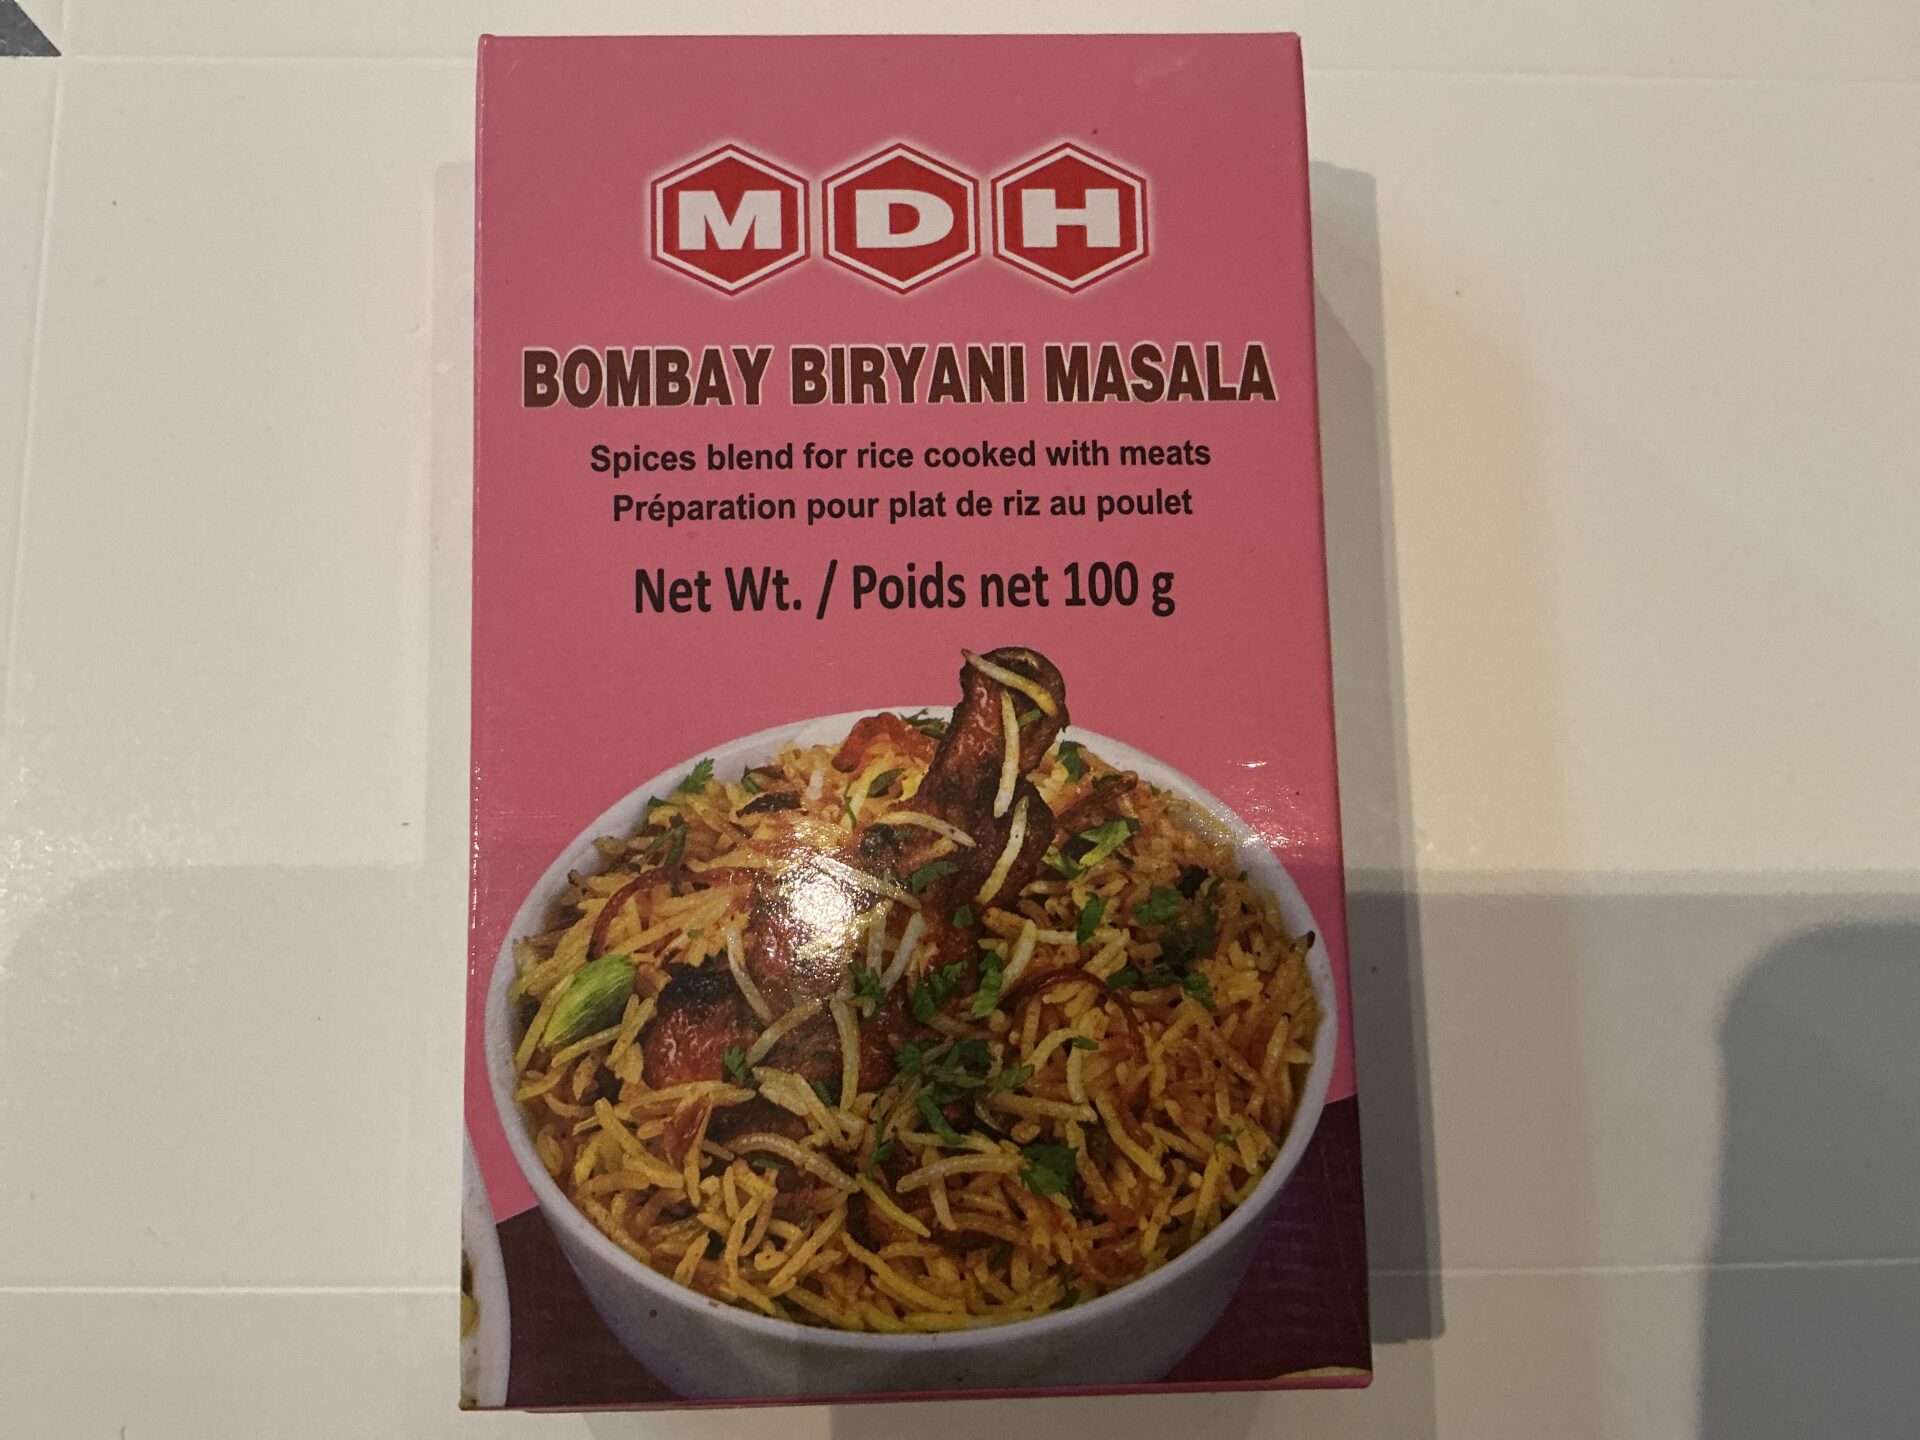 MDH
BOMBAY BIRYANI MASALA
Spices blend for rice cooked with meats
Préparation pour plat de riz au poulet
Net Wt. / Poids net 100 g